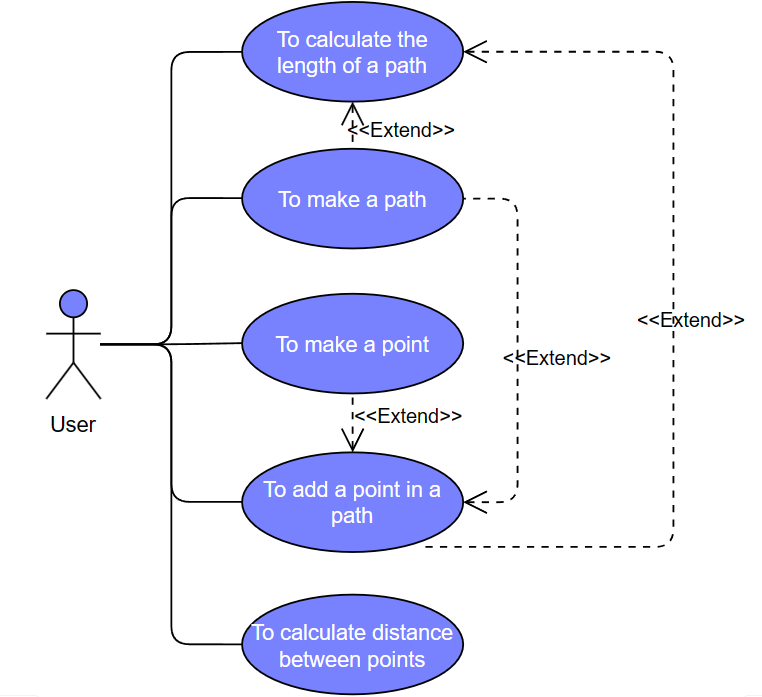 To calculate the
length of a path
<<Extend>>
To make a path
<<Extend>>
To make a point
<<Extend>>
<<Extend>>
User
To add a point in a
path
To calculate distance
between points